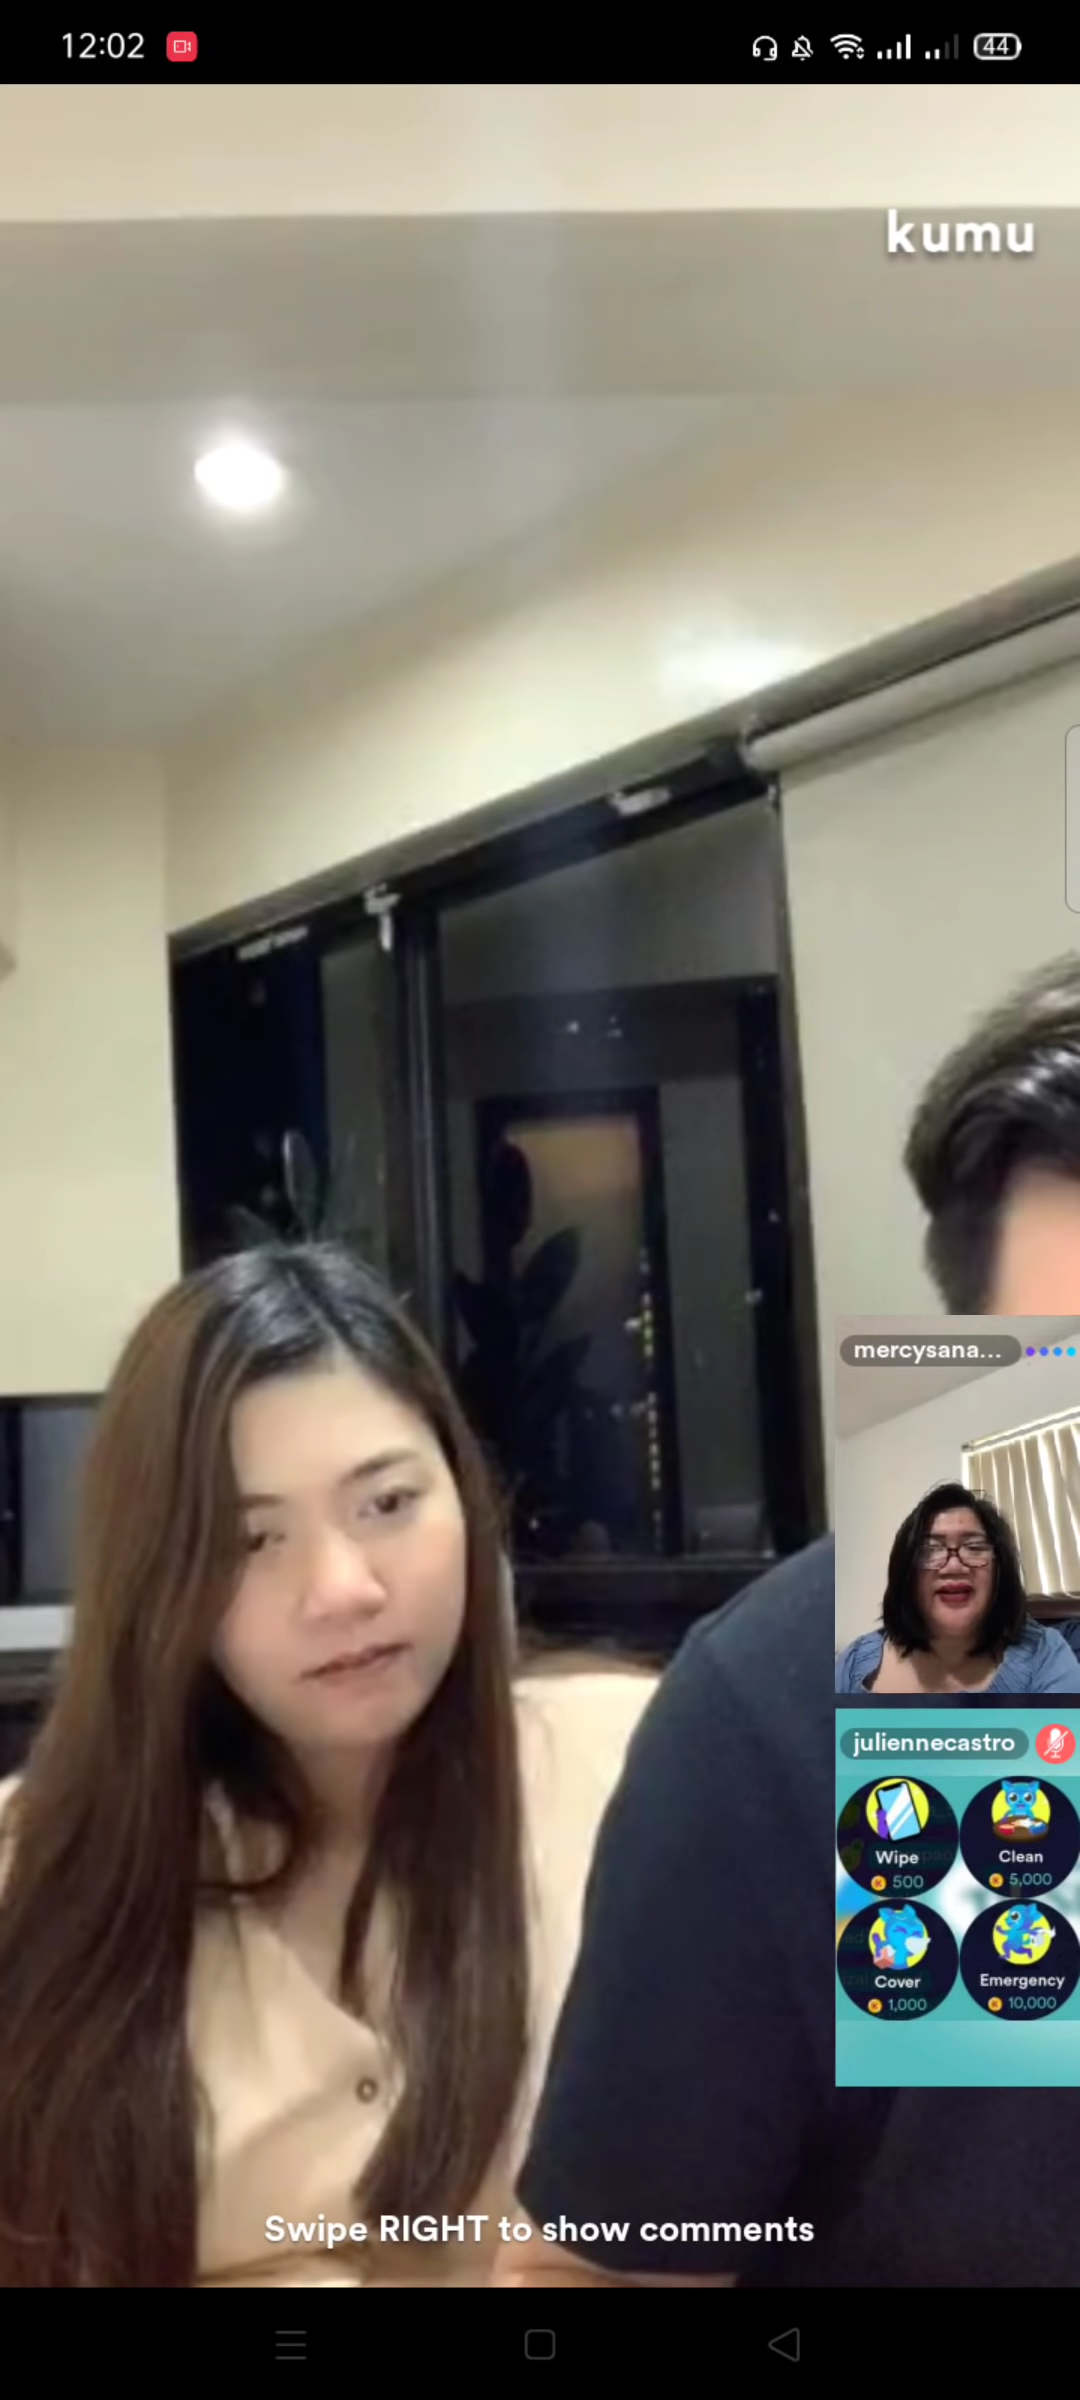 12:02
44
kumu
mercysana...
juliennecastro
Wipe
500
Clean
5,000
Cover
1,000
Emergency
10,000
Swipe RIGHT to show comments